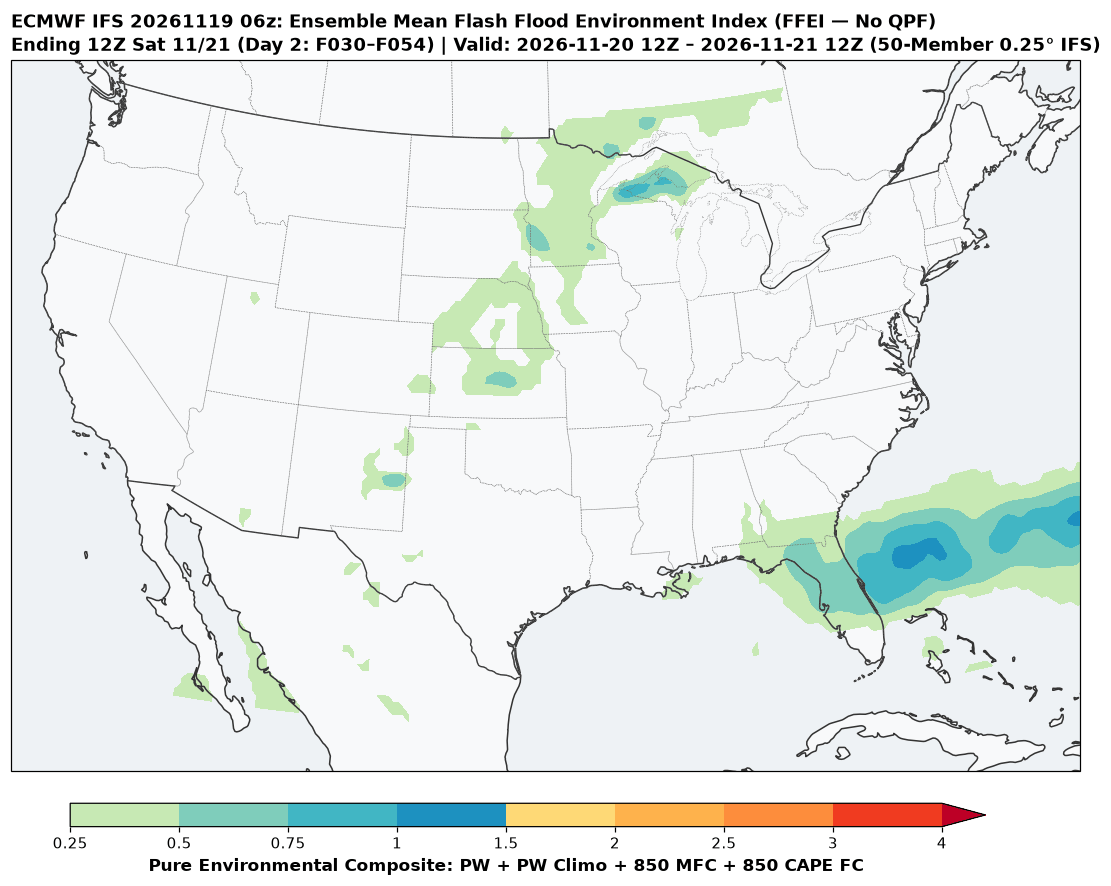 ECMWF IFS 20261119 06z: Ensemble Mean Flash Flood Environment Index (FFEI — No QPF)
Ending 12Z Sat 11/21 (Day 2: F030–F054) | Valid: 2026-11-20 12Z – 2026-11-21 12Z (50-Member 0.25° IFS)
0.25 0.5 0.75 1 1.5 2 2.5 3 4
Pure Environmental Composite: PW + PW Climo + 850 MFC + 850 CAPE FC